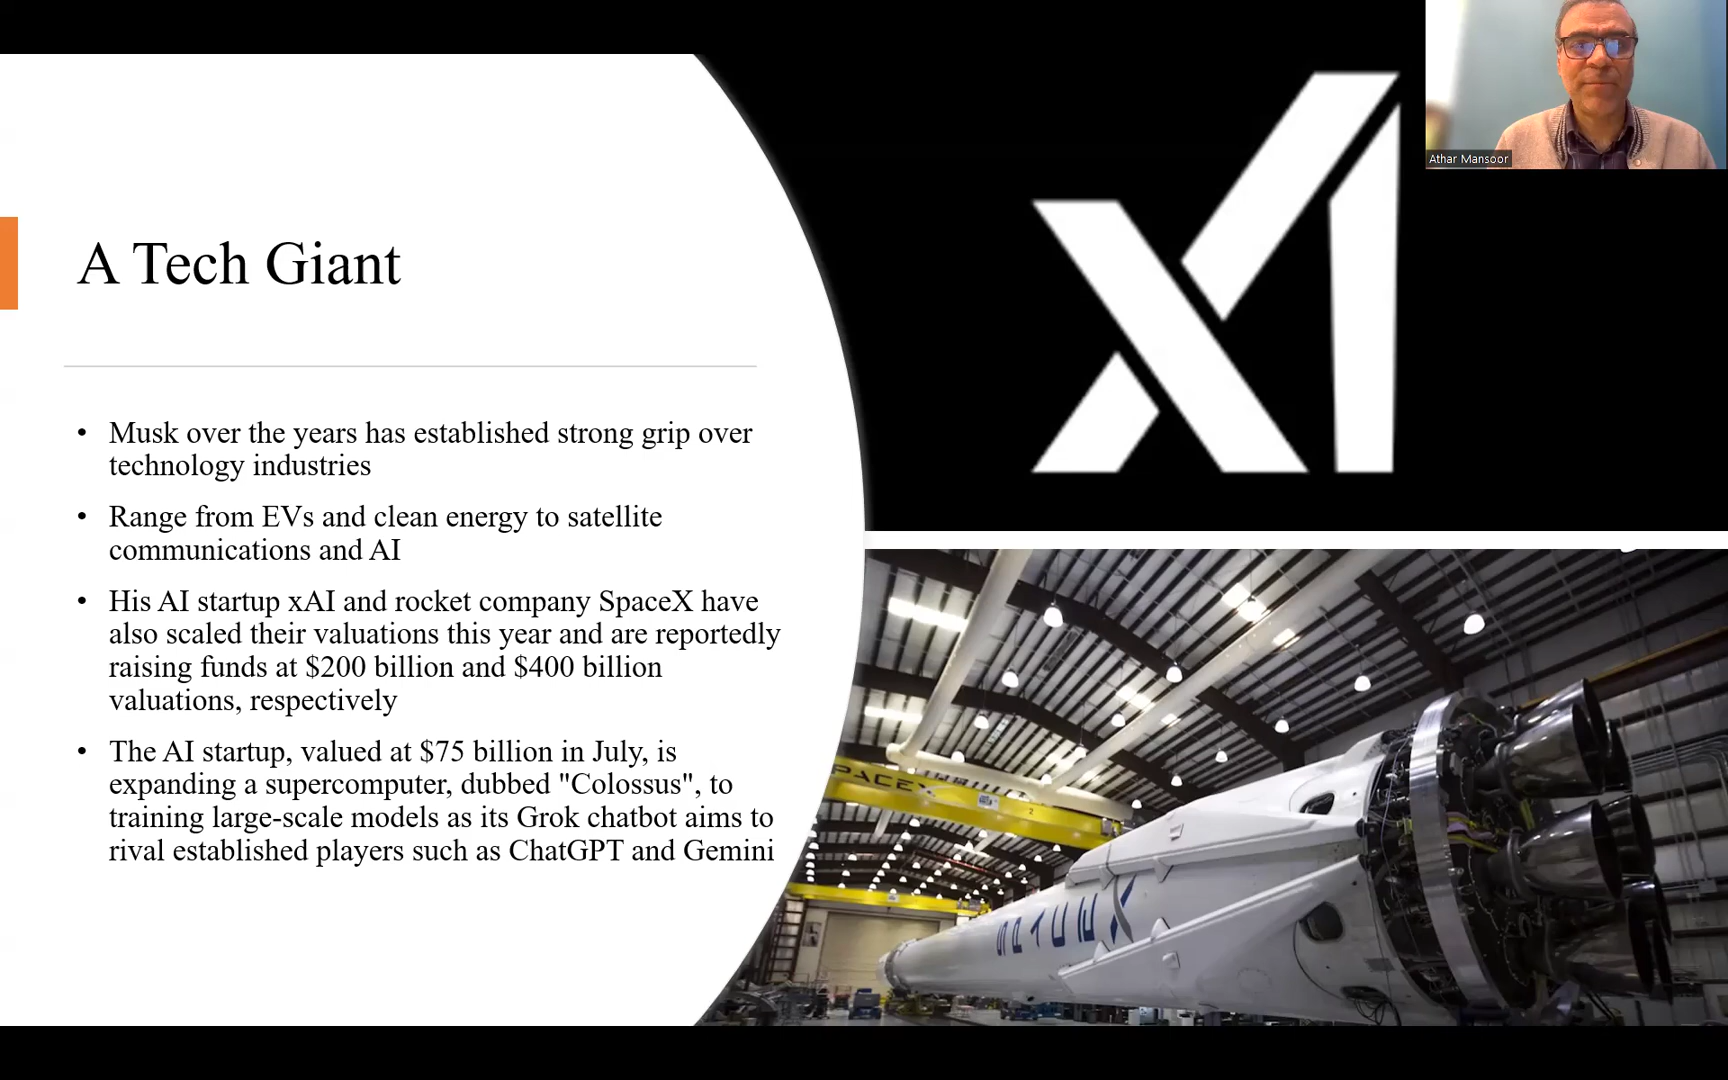 Athar Mansoor
A Tech Giant
• Musk over the years has established strong grip over
technology industries
• Range from EVs and clean energy to satellite
communications and AI
• His AI startup xAI and rocket company SpaceX have
also scaled their valuations this year and are reportedly
raising funds at $200 billion and $400 billion
valuations, respectively
• The AI startup, valued at $75 billion in July, is
expanding a supercomputer, dubbed "Colossus", to
training large-scale models as its Grok chatbot aims to
rival established players such as ChatGPT and Gemini
xAI
SPACEX
2
SPACEX